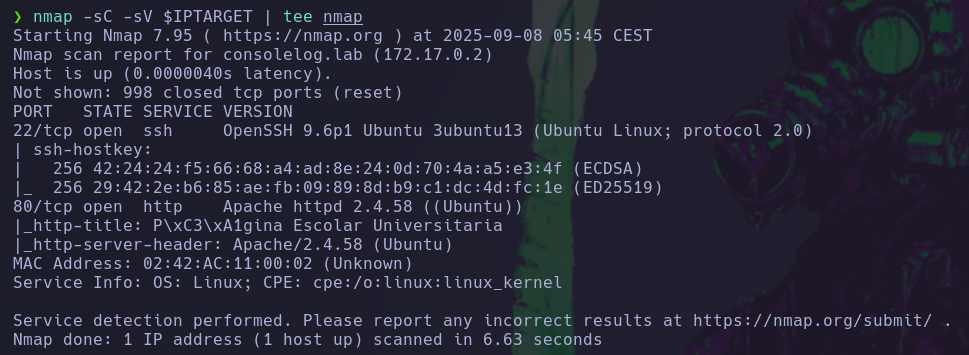 ❯ nmap -sC -sV $IPTARGET | tee nmap
Starting Nmap 7.95 ( https://nmap.org ) at 2025-09-08 05:45 CEST
Nmap scan report for consolelog.lab (172.17.0.2)
Host is up (0.0000040s latency).
Not shown: 998 closed tcp ports (reset)
PORT   STATE SERVICE VERSION
22/tcp open  ssh     OpenSSH 9.6p1 Ubuntu 3ubuntu13 (Ubuntu Linux; protocol 2.0)
| ssh-hostkey:
|   256 42:24:24:f5:66:68:a4:ad:8e:24:0d:70:4a:a5:e3:4f (ECDSA)
|_  256 29:42:2e:b6:85:ae:fb:09:89:8d:b9:c1:dc:4d:fc:1e (ED25519)
80/tcp open  http    Apache httpd 2.4.58 ((Ubuntu))
|_http-title: P\xC3\xA1gina Escolar Universitaria
|_http-server-header: Apache/2.4.58 (Ubuntu)
MAC Address: 02:42:AC:11:00:02 (Unknown)
Service Info: OS: Linux; CPE: cpe:/o:linux:linux_kernel

Service detection performed. Please report any incorrect results at https://nmap.org/submit/ .
Nmap done: 1 IP address (1 host up) scanned in 6.63 seconds